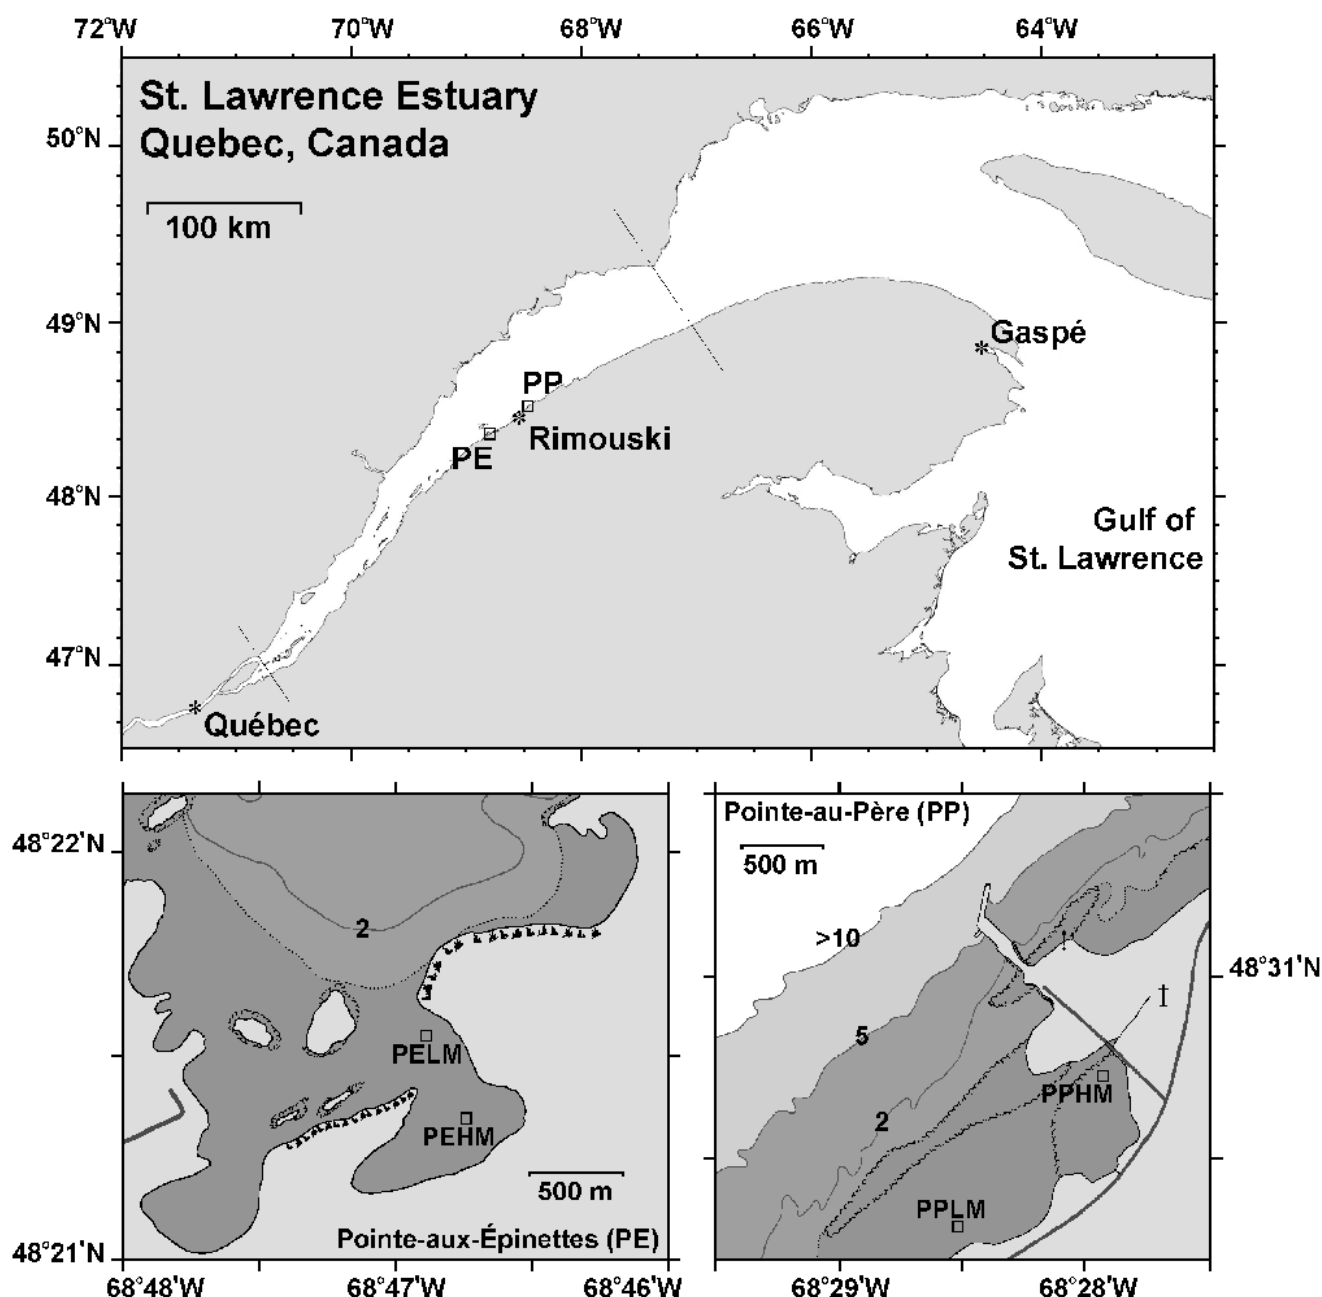 72°W 70°W 68°W 66°W 64°W
St. Lawrence Estuary
Quebec, Canada
50°N
100 km
49°N
Gaspé
PP
Rimouski
PE
48°N
Gulf of
St. Lawrence
47°N
Québec
Pointe-au-Père (PP)
48°22'N
500 m
2
>10
48°31'N
5
PELM
PPHM
2
PEHM
500 m
PPLM
Pointe-aux-Épinettes (PE)
48°21'N
68°48'W 68°47'W 68°46'W 68°29'W 68°28'W